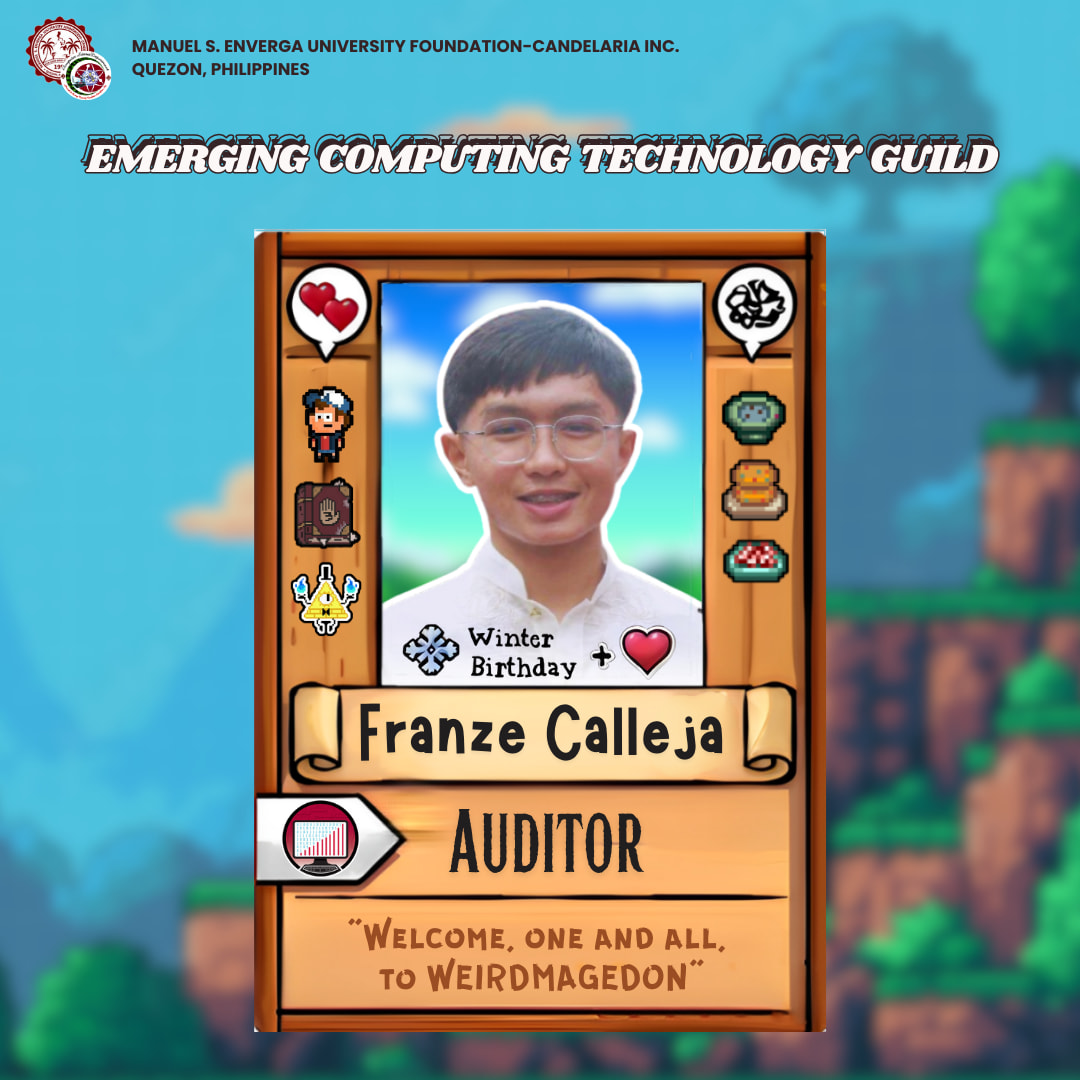 MANUEL S. ENVERGA UNIVERSITY FOUNDATION-CANDELARIA INC.
QUEZON, PHILIPPINES
EMERGING COMPUTING TECHNOLOGY GUILD
Winter
Birthday
+
Franze Calleja
AUDITOR
"WELCOME, ONE AND ALL,
TO WEIRDMAGEDON"